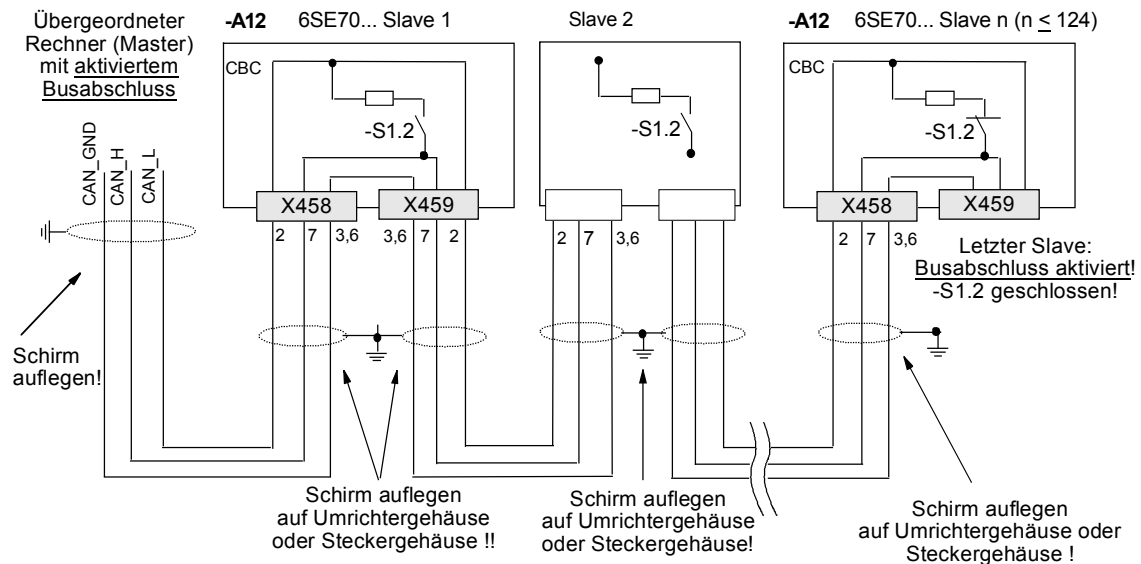 Übergeordneter
Rechner (Master)
mit aktiviertem
Busabschluss
-A12 6SE70... Slave 1
Slave 2
-A12 6SE70... Slave n (n ≤ 124)
CBC
-S1.2
-S1.2
CBC
-S1.2
CAN_GND
CAN_H
CAN_L
X458
X459
X458
X459
2 7 3,6
3,6 7 2
2 7 3,6
2 7 3,6
Letzter Slave:
Busabschluss aktiviert!
-S1.2 geschlossen!
Schirm
auflegen!
Schirm auflegen
auf Umrichtergehäuse
oder Steckergehäuse !!
Schirm auflegen
auf Umrichtergehäuse
oder Steckergehäuse!
Schirm auflegen
auf Umrichtergehäuse oder
Steckergehäuse !